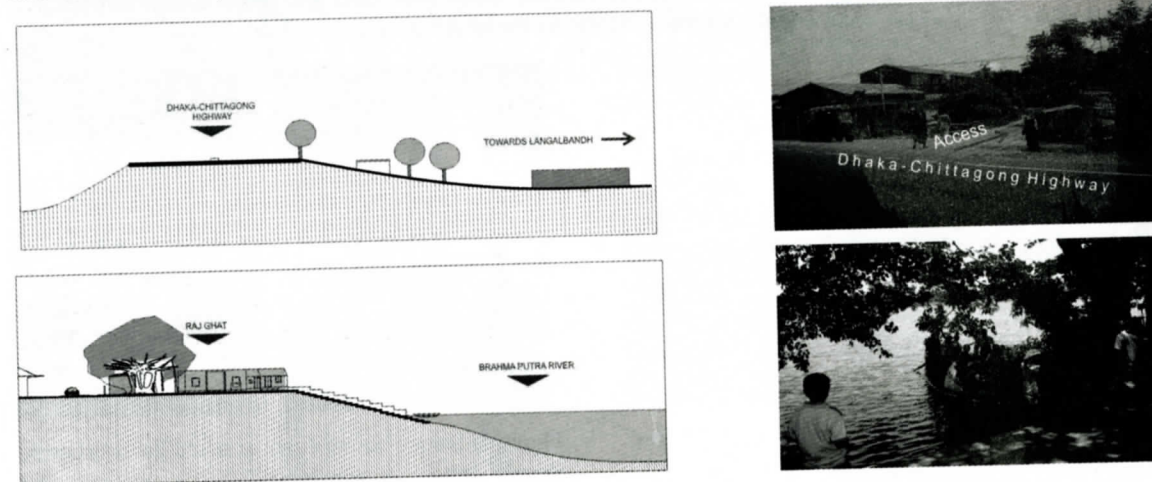 DHAKA-CHITTAGONG
HIGHWAY
TOWARDS LANGALBANDH
Access
Dhaka-Chittagong Highway
RAJ GHAT
BRAHMA PUTRA RIVER